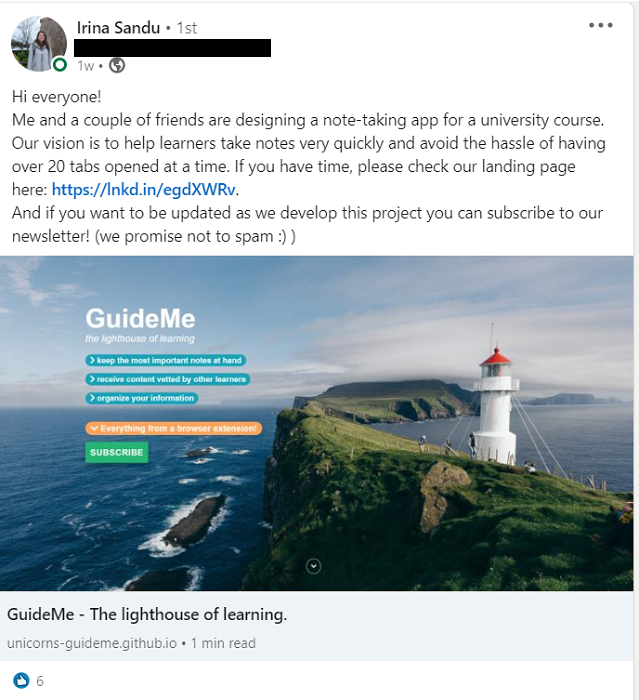 Irina Sandu • 1st
1w •
Hi everyone!
Me and a couple of friends are designing a note-taking app for a university course.
Our vision is to help learners take notes very quickly and avoid the hassle of having
over 20 tabs opened at a time. If you have time, please check our landing page
here: https://lnkd.in/egdXWRv.
And if you want to be updated as we develop this project you can subscribe to our
newsletter! (we promise not to spam :) )
GuideMe
the lighthouse of learning
keep the most important notes at hand
receive content vetted by other learners
organize your information
Everything from a browser extension!
SUBSCRIBE
GuideMe - The lighthouse of learning.
unicorns-guideme.github.io • 1 min read
6